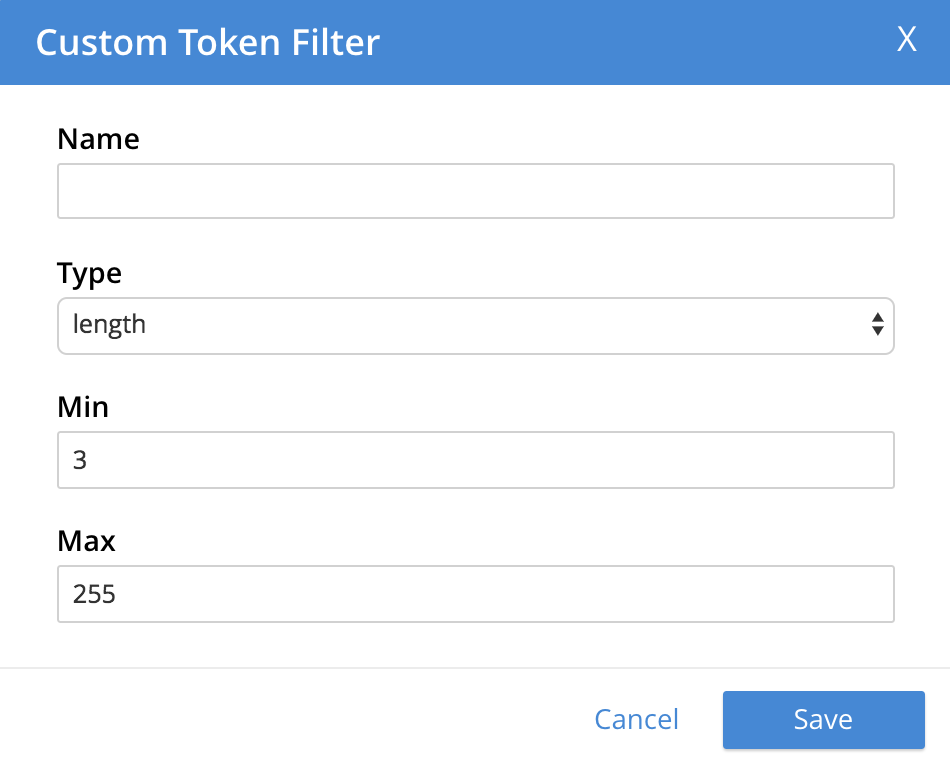 Custom Token Filter X
Name
Type
length
Min
3
Max
255
Cancel Save